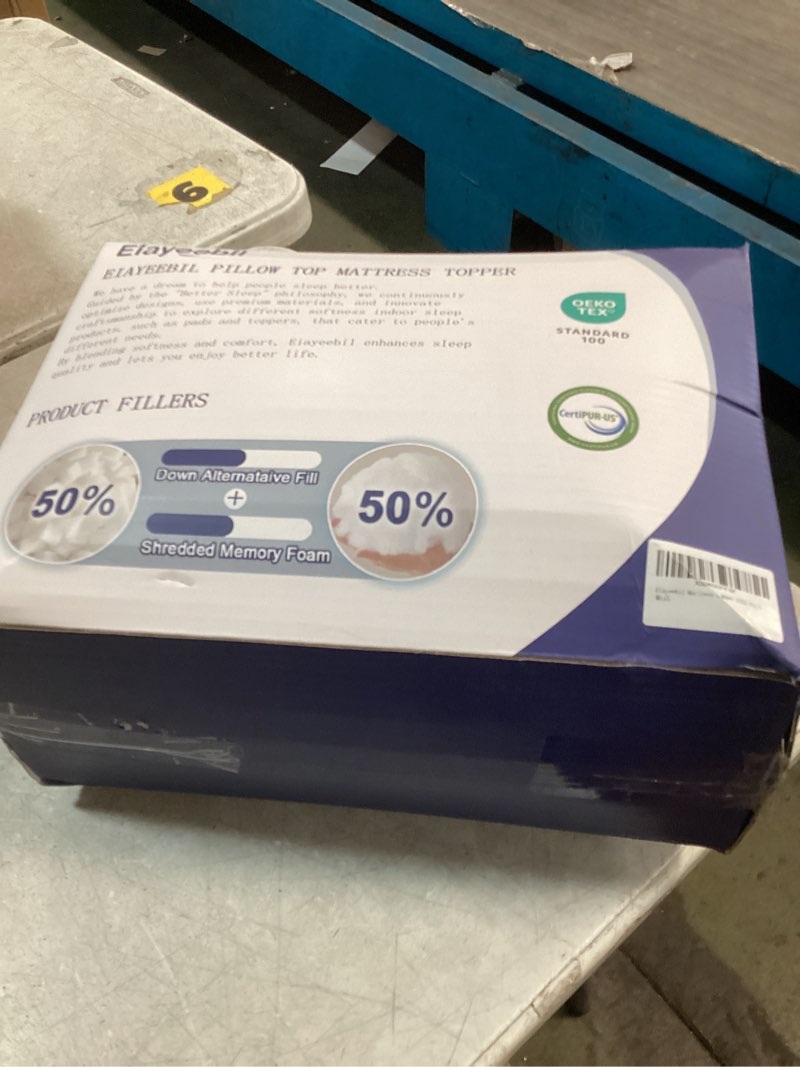 6
Elayeebil
EIAYEEBIL PILLOW TOP MATTRESS TOPPER
We have a dream to help people sleep better.
Guided by the "Better Sleep" philosophy, we continuously
optimize designs, use premium materials, and innovate
craftsmanship to explore different softness indoor sleep
products, such as pads and toppers, that cater to people's
different needs.
By blending softness and comfort, Eiayeebil enhances sleep
quality and lets you enjoy better life.
OEKO
TEX®
STANDARD
100
PRODUCT FILLERS
CertiPUR-US
50%
Down Alternataive Fill
+
Shredded Memory Foam
50%